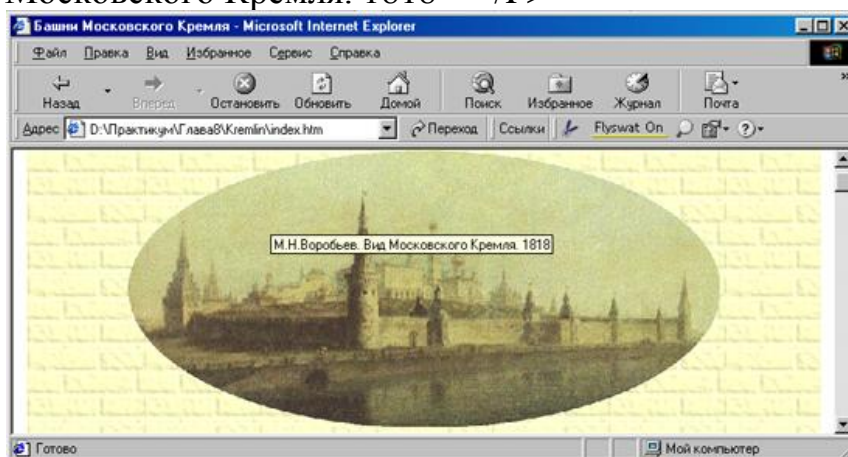 Московского Кремля. 1818
Башни Московского Кремля - Microsoft Internet Explorer
Файл Правка Вид Избранное Сервис Справка
Назад Вперед Остановить Обновить Домой Поиск Избранное Журнал Почта
Адрес D:\Практикум\Глава8\Kremlin\index.htm Переход Ссылки Flyswat On
М.Н.Воробьев. Вид Московского Кремля. 1818
Готово Мой компьютер